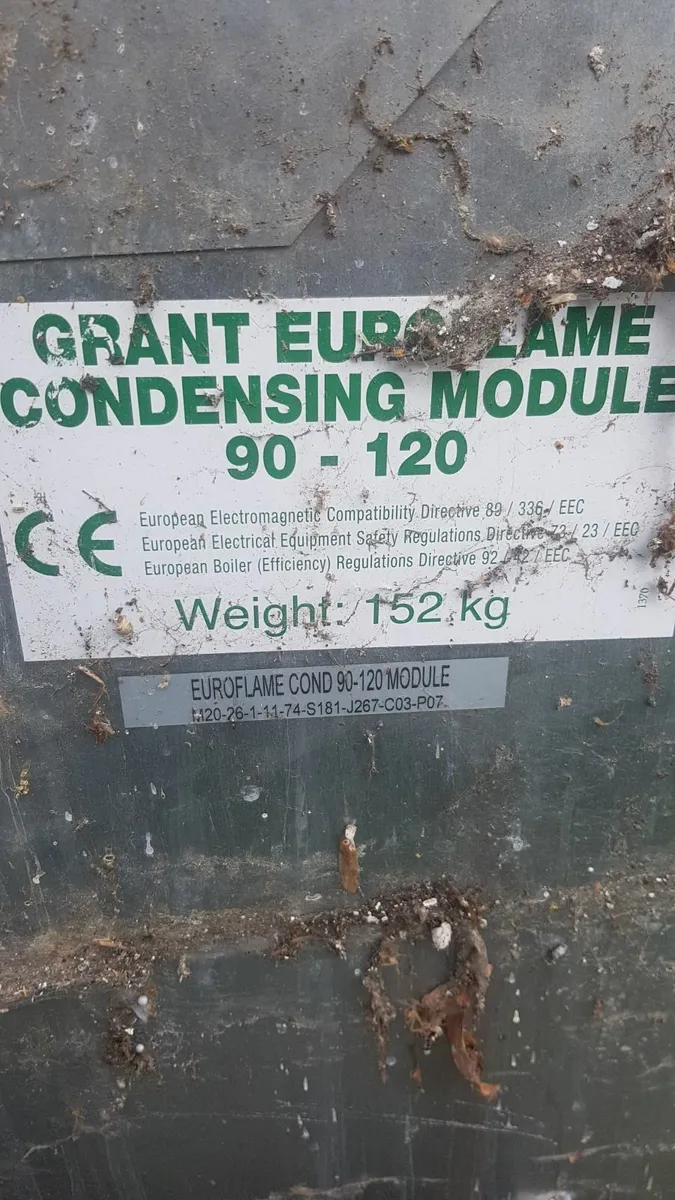 GRANT EUROFLAME
CONDENSING MODULE
90 - 120
CE
European Electromagnetic Compatibility Directive 89 / 336 / EEC
European Electrical Equipment Safety Regulations Directive 73 / 23 / EEC
European Boiler (Efficiency) Regulations Directive 92 / 42 / EEC
Weight: 152 kg
1376
EUROFLAME COND 90-120 MODULE
M20-26-1-11-74-S181-J267-C03-P07